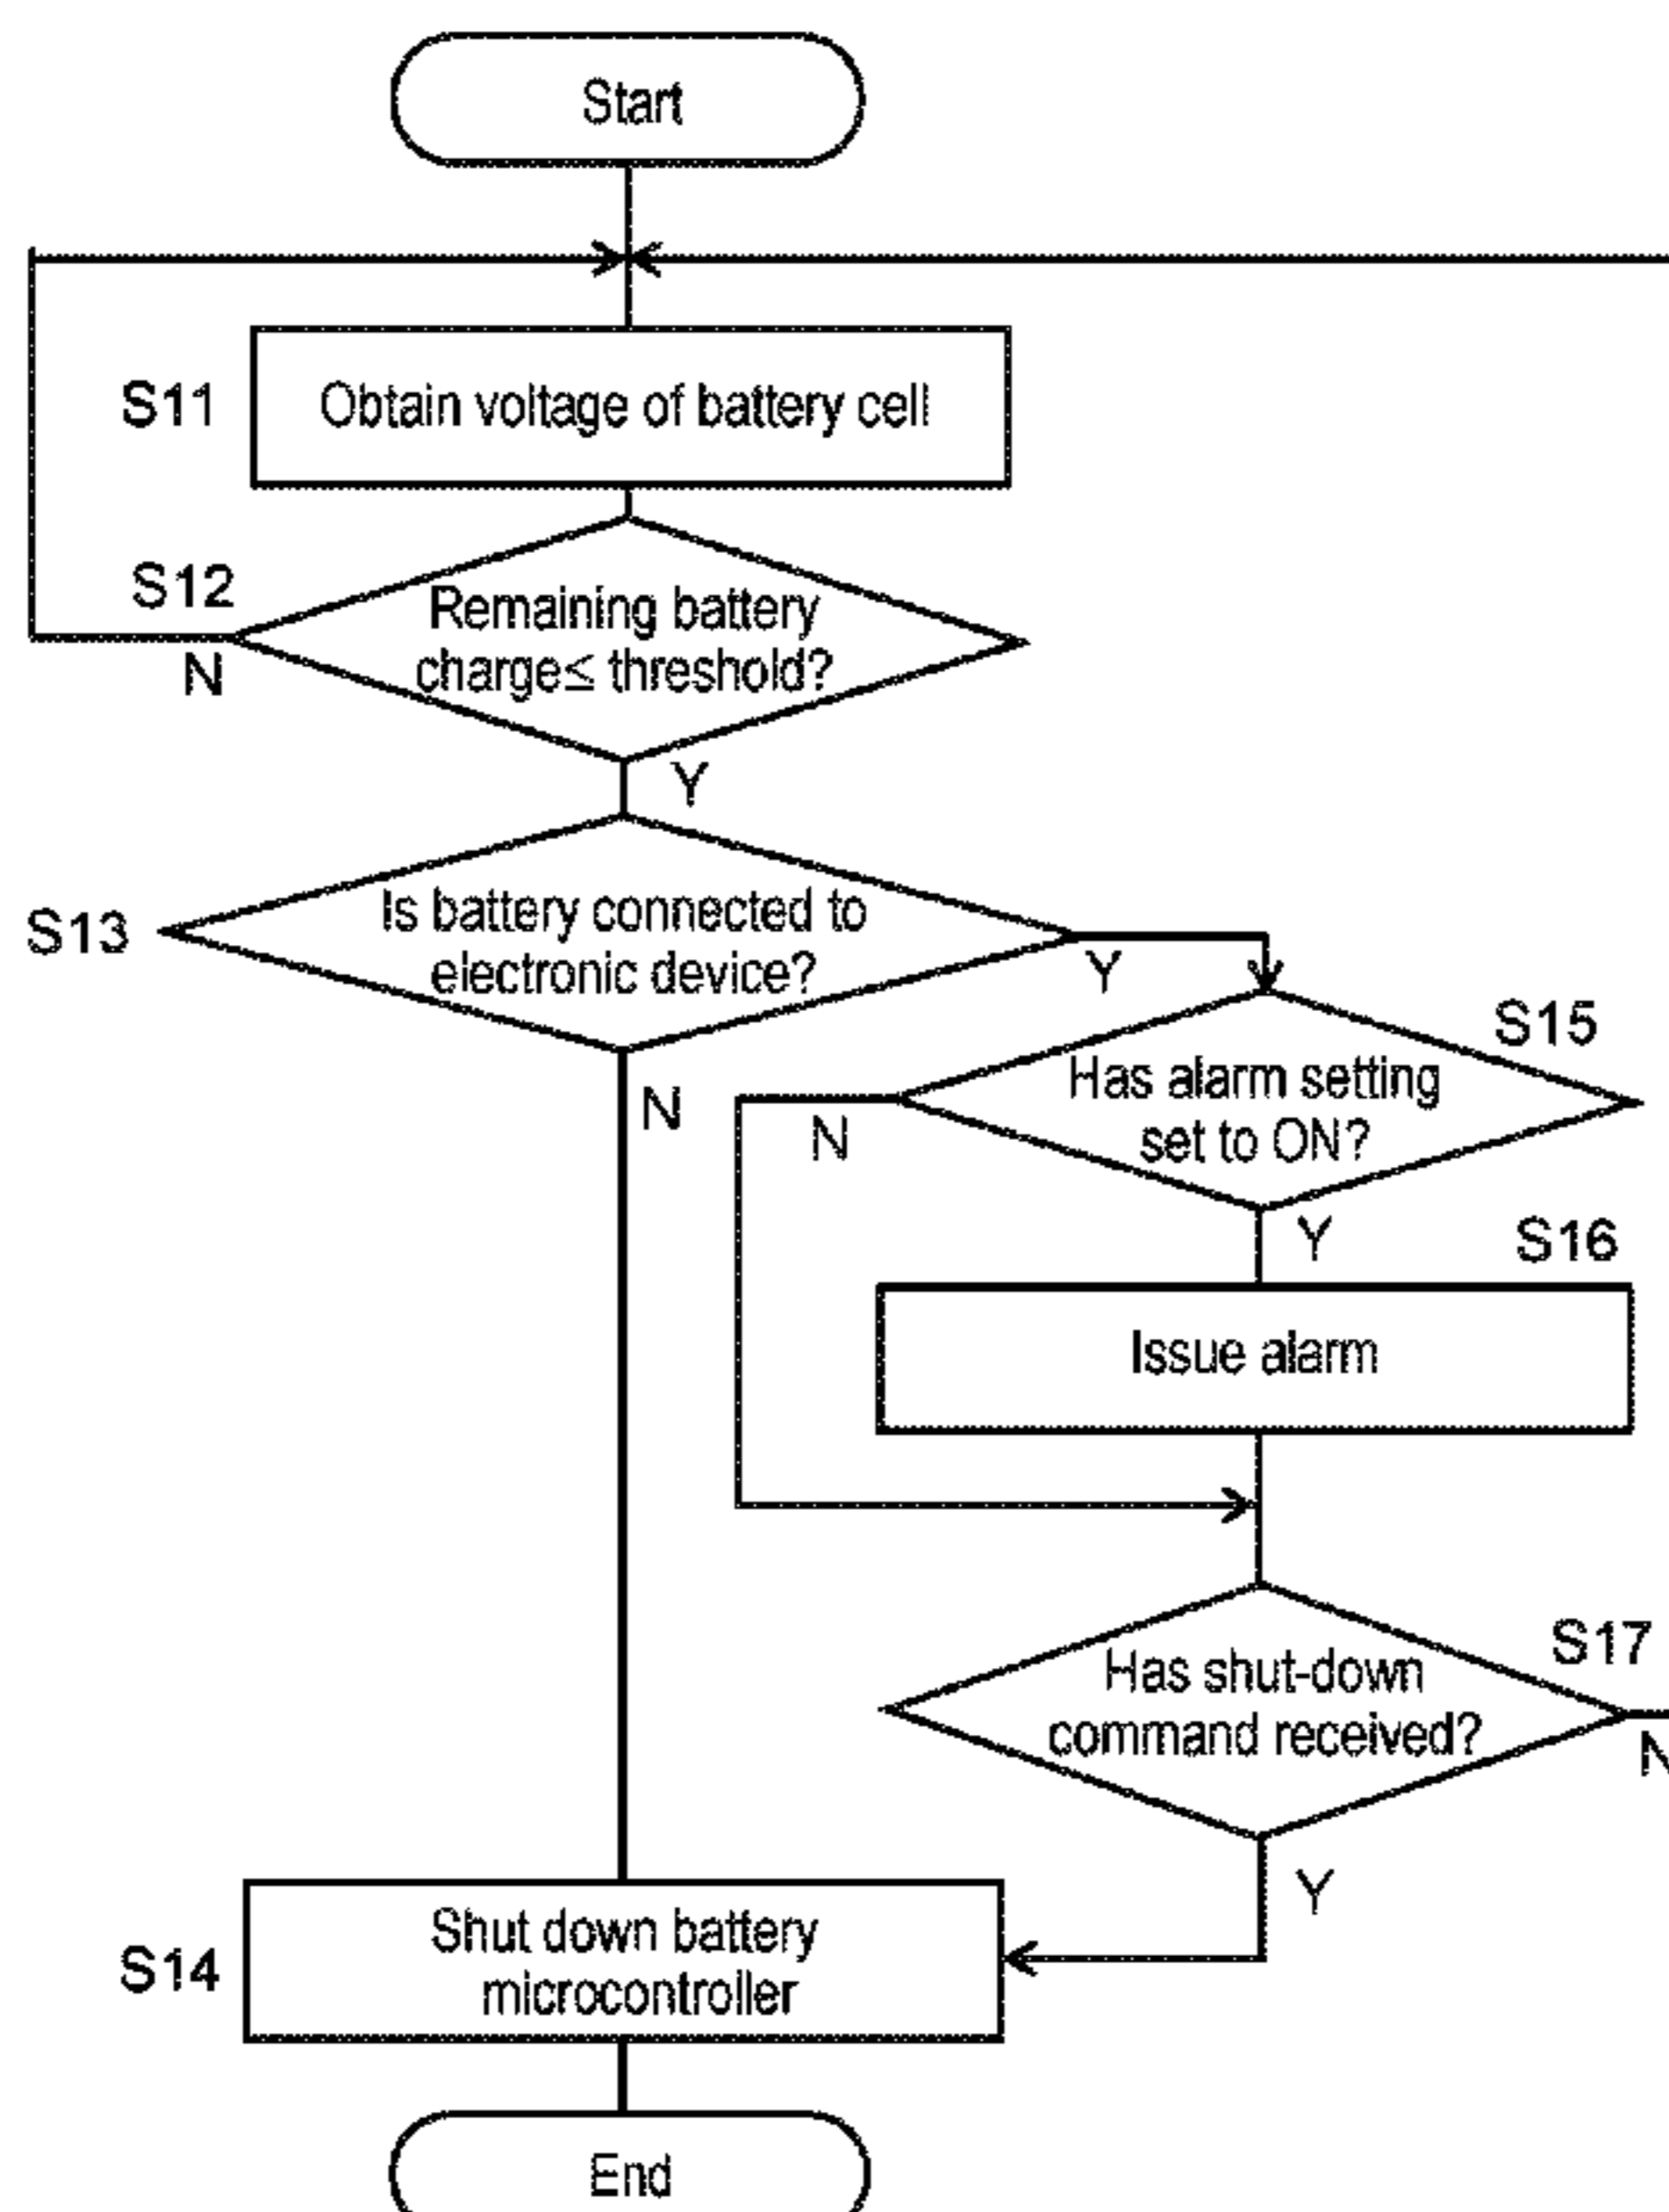 Start
S11
Obtain voltage of battery cell
S12
Remaining battery
charge≤ threshold?
N
Y
S13
Is battery connected to
electronic device?
Y
N
S15
Has alarm setting
set to ON?
N
Y
S16
Issue alarm
S17
Has shut-down
command received?
N
Y
S14
Shut down battery
microcontroller
End